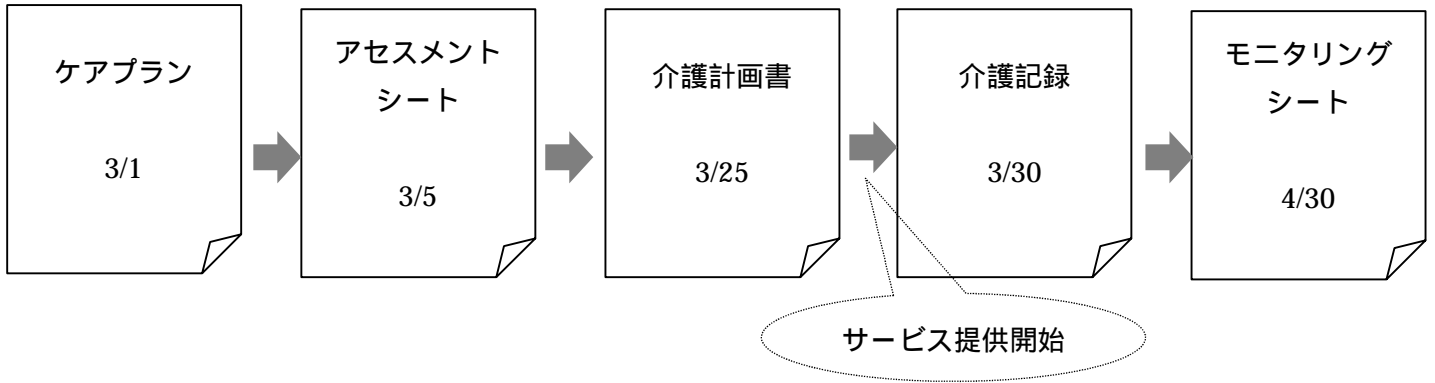 ケアプラン
3/1
アセスメント
シート
3/5
介護計画書
3/25
介護記録
3/30
モニタリング
シート
4/30
サービス提供開始